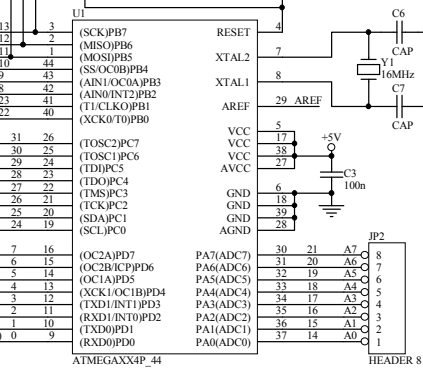 U1
13 3 (SCK)PB7 RESET 4
12 2 (MISO)PB6
11 1 (MOSI)PB5 XTAL2 7
10 44 (SS/OC0B)PB4
9 43 (AIN1/OC0A)PB3 XTAL1 8
8 42 (AIN0/INT2)PB2
23 41 (T1/CLKO)PB1 AREF 29 AREF
22 40 (XCK0/T0)PB0
C6
CAP
Y1
16MHz
C7
CAP
VCC 5
31 26 (TOSC2)PC7 VCC 17
30 25 (TOSC1)PC6 VCC 38
29 24 (TDI)PC5 AVCC 27
28 23 (TDO)PC4
27 22 (TMS)PC3 GND 6
26 21 (TCK)PC2 GND 18
25 20 (SDA)PC1 GND 39
24 19 (SCL)PC0 AGND 28
+5V
C3
100n
JP2
7 16 (OC2A)PD7 PA7(ADC7) 30 21 A7 8
6 15 (OC2B/ICP)PD6 PA6(ADC6) 31 20 A6 7
5 14 (OC1A)PD5 PA5(ADC5) 32 19 A5 6
4 13 (XCK1/OC1B)PD4 PA4(ADC4) 33 18 A4 5
3 12 (TXD1/INT1)PD3 PA3(ADC3) 34 17 A3 4
2 11 (RXD1/INT0)PD2 PA2(ADC2) 35 16 A2 3
1 10 (TXD0)PD1 PA1(ADC1) 36 15 A1 2
0 9 (RXD0)PD0 PA0(ADC0) 37 14 A0 1
ATMEGAXX4P_44 HEADER 8